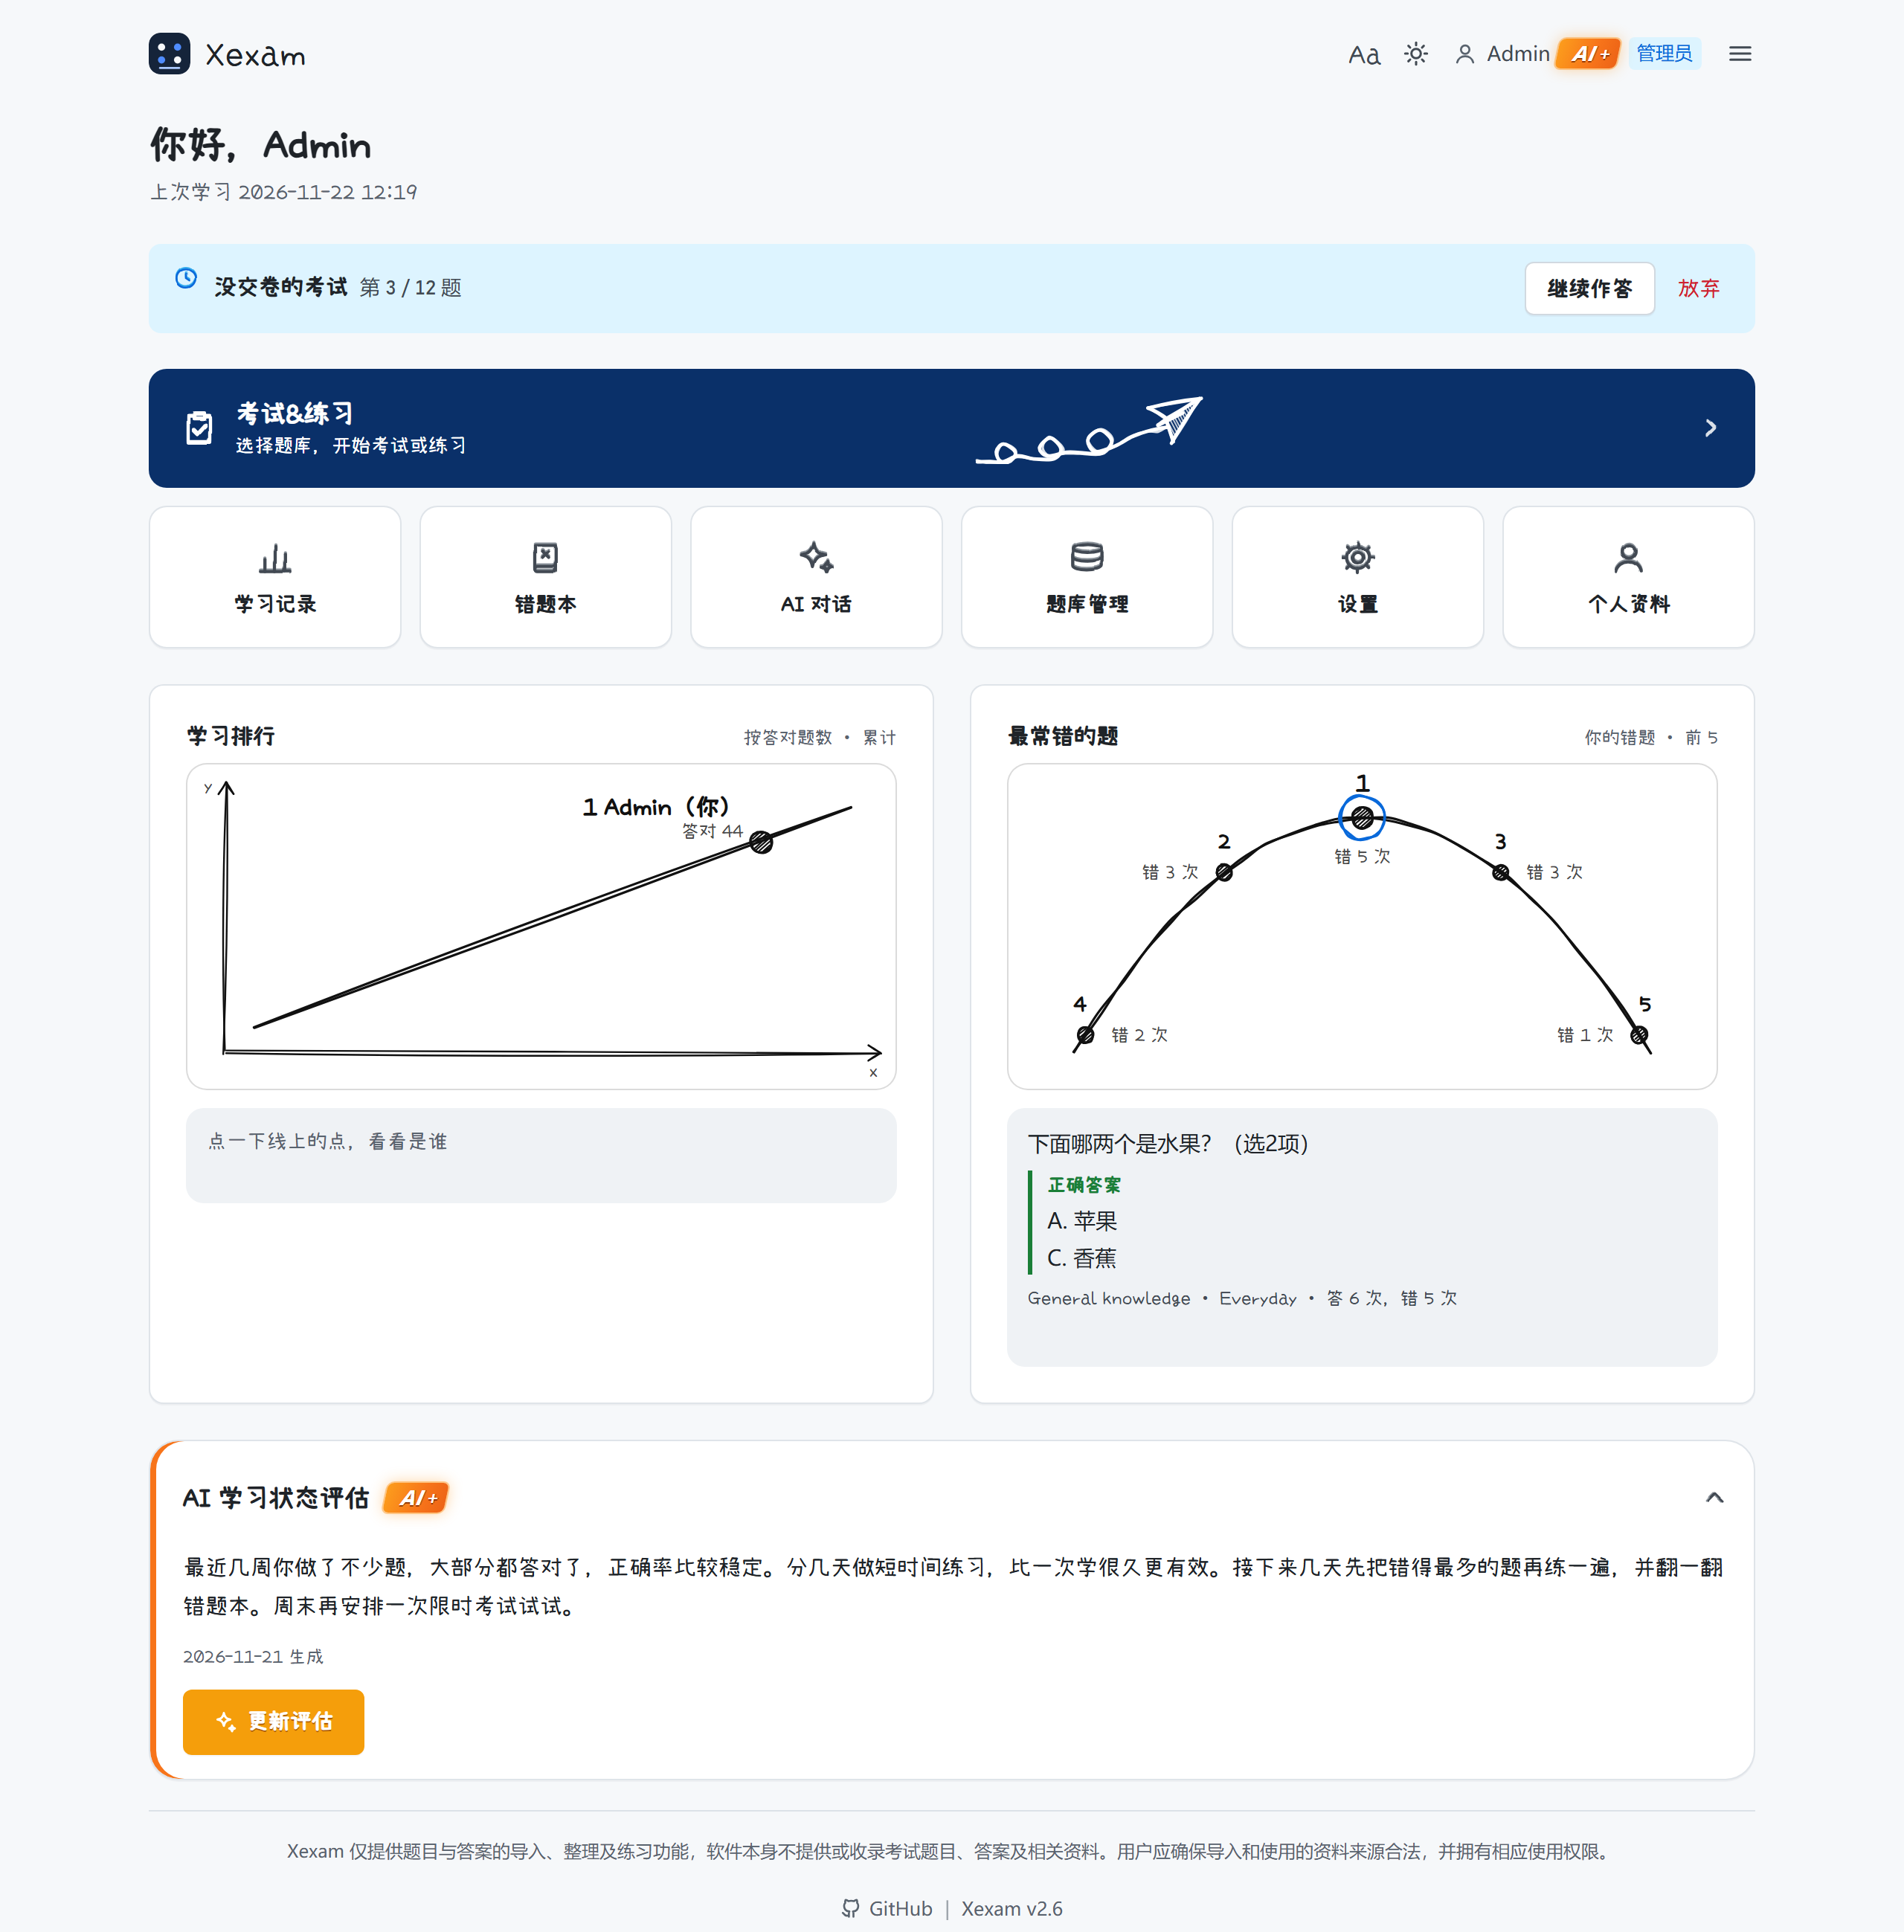 Xexam
Aa
Admin AI+ 管理员
你好，Admin
上次学习 2026-11-22 12:19
没交卷的考试 第 3 / 12 题
继续作答 放弃
考试&练习
选择题库，开始考试或练习
学习记录
错题本
AI 对话
题库管理
设置
个人资料
学习排行
按答对题数 • 累计
y
1 Admin（你）
答对 44
x
点一下线上的点，看看是谁
最常错的题
你的错题 • 前 5
1
错 5 次
2
错 3 次
3
错 3 次
4
错 2 次
5
错 1 次
下面哪两个是水果？（选2项）
正确答案
A. 苹果
C. 香蕉
General knowledge • Everyday • 答 6 次，错 5 次
AI 学习状态评估 AI+
最近几周你做了不少题，大部分都答对了，正确率比较稳定。分几天做短时间练习，比一次学很久更有效。接下来几天先把错得最多的题再练一遍，并翻一翻
错题本。周末再安排一次限时考试试试。
2026-11-21 生成
更新评估
Xexam 仅提供题目与答案的导入、整理及练习功能，软件本身不提供或收录考试题目、答案及相关资料。用户应确保导入和使用的资料来源合法，并拥有相应使用权限。
GitHub | Xexam v2.6